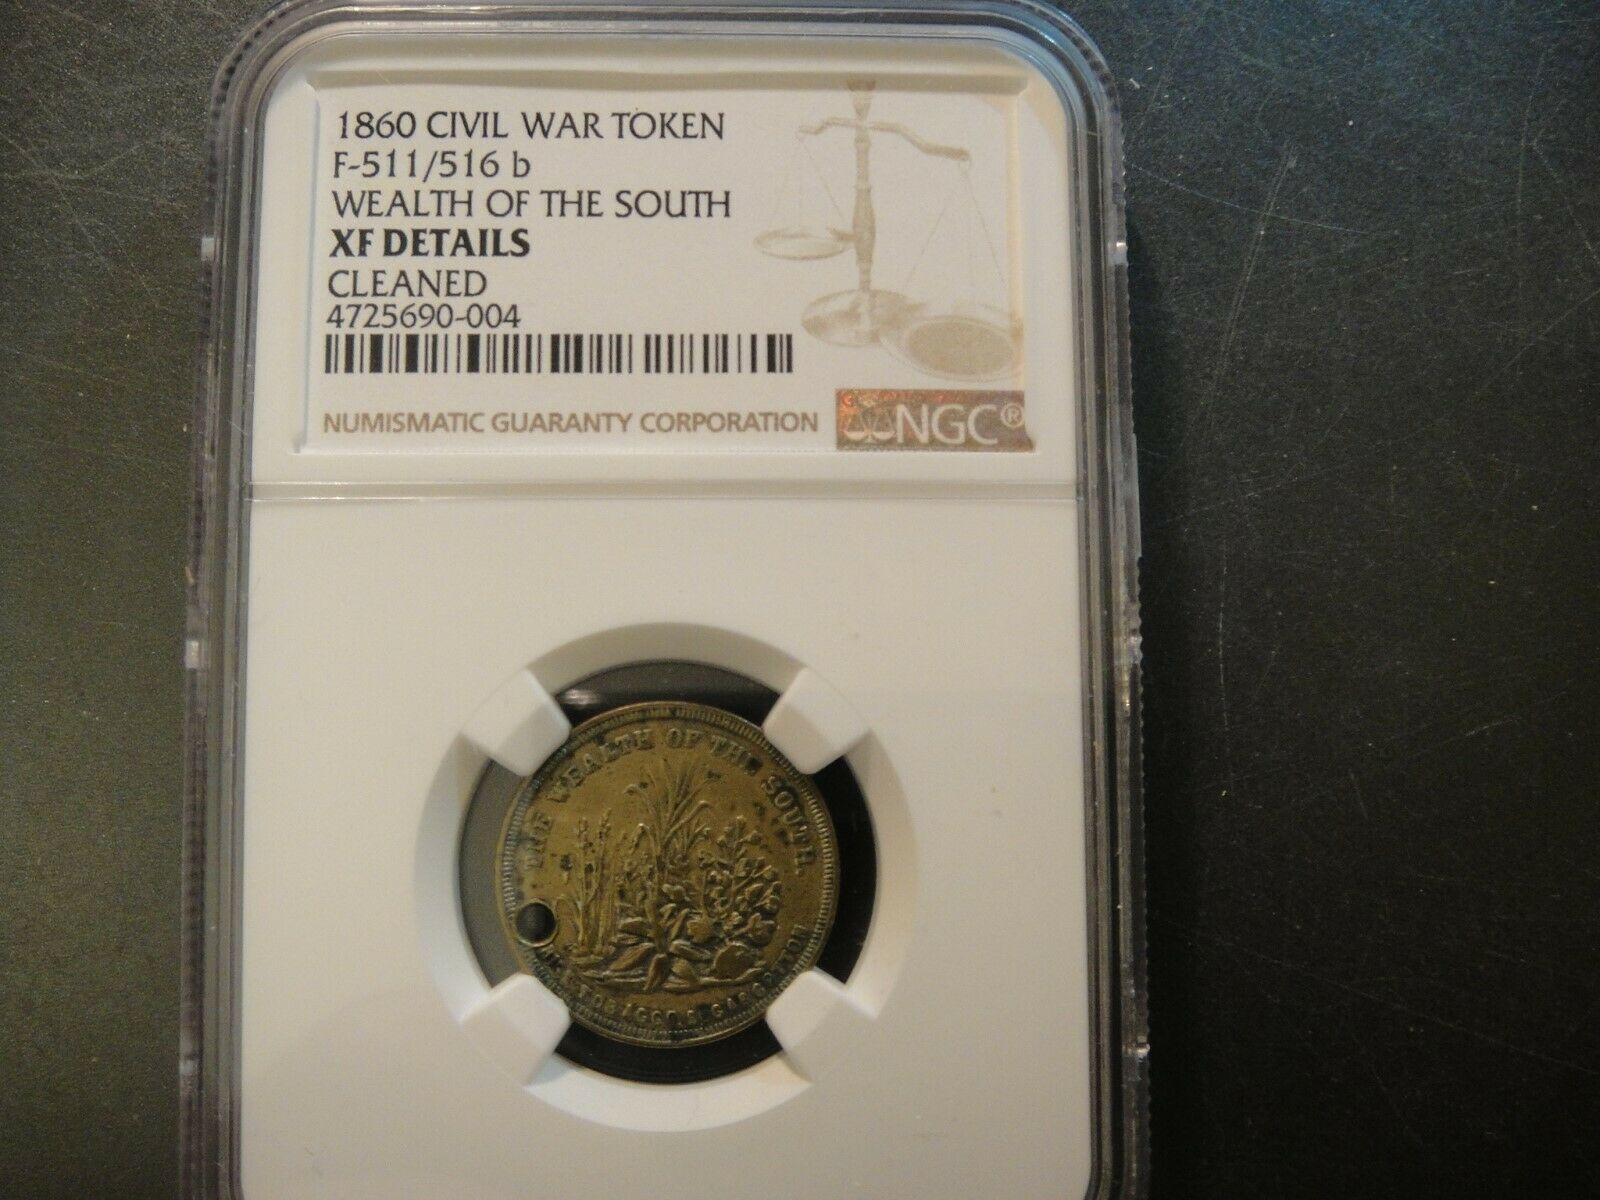 1860 CIVIL WAR TOKEN
F-511/516 b
WEALTH OF THE SOUTH
XF DETAILS
CLEANED
4725690-004
NUMISMATIC GUARANTY CORPORATION
NGC®
THE WEALTH OF THE SOUTH.
TOBACCO.